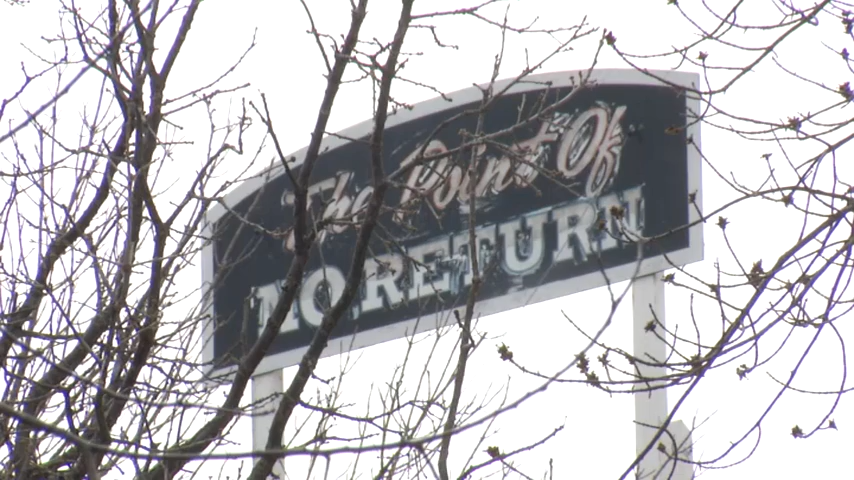 The Point Of
NO RETURN